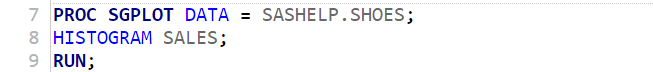 7 PROC SGPLOT DATA = SASHELP.SHOES;
8 HISTOGRAM SALES;
9 RUN;